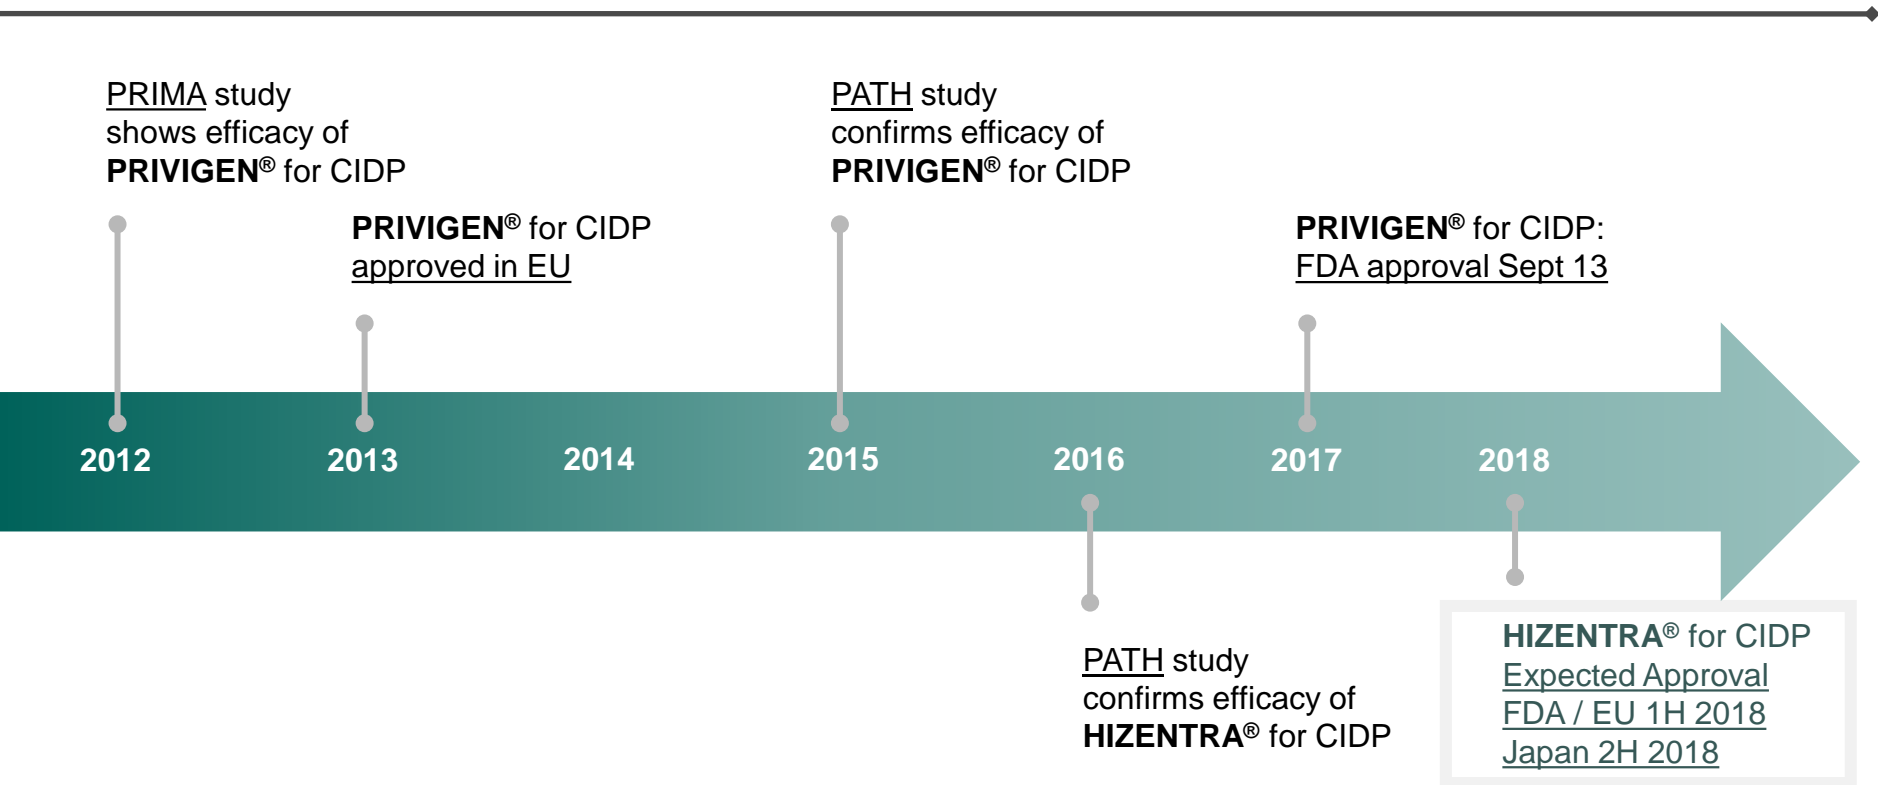 PRIMA study
shows efficacy of
PRIVIGEN® for CIDP
PRIVIGEN® for CIDP
approved in EU
PATH study
confirms efficacy of
PRIVIGEN® for CIDP
PRIVIGEN® for CIDP:
FDA approval Sept 13
2012
2013
2014
2015
2016
2017
2018
PATH study
confirms efficacy of
HIZENTRA® for CIDP
HIZENTRA® for CIDP
Expected Approval
FDA / EU 1H 2018
Japan 2H 2018